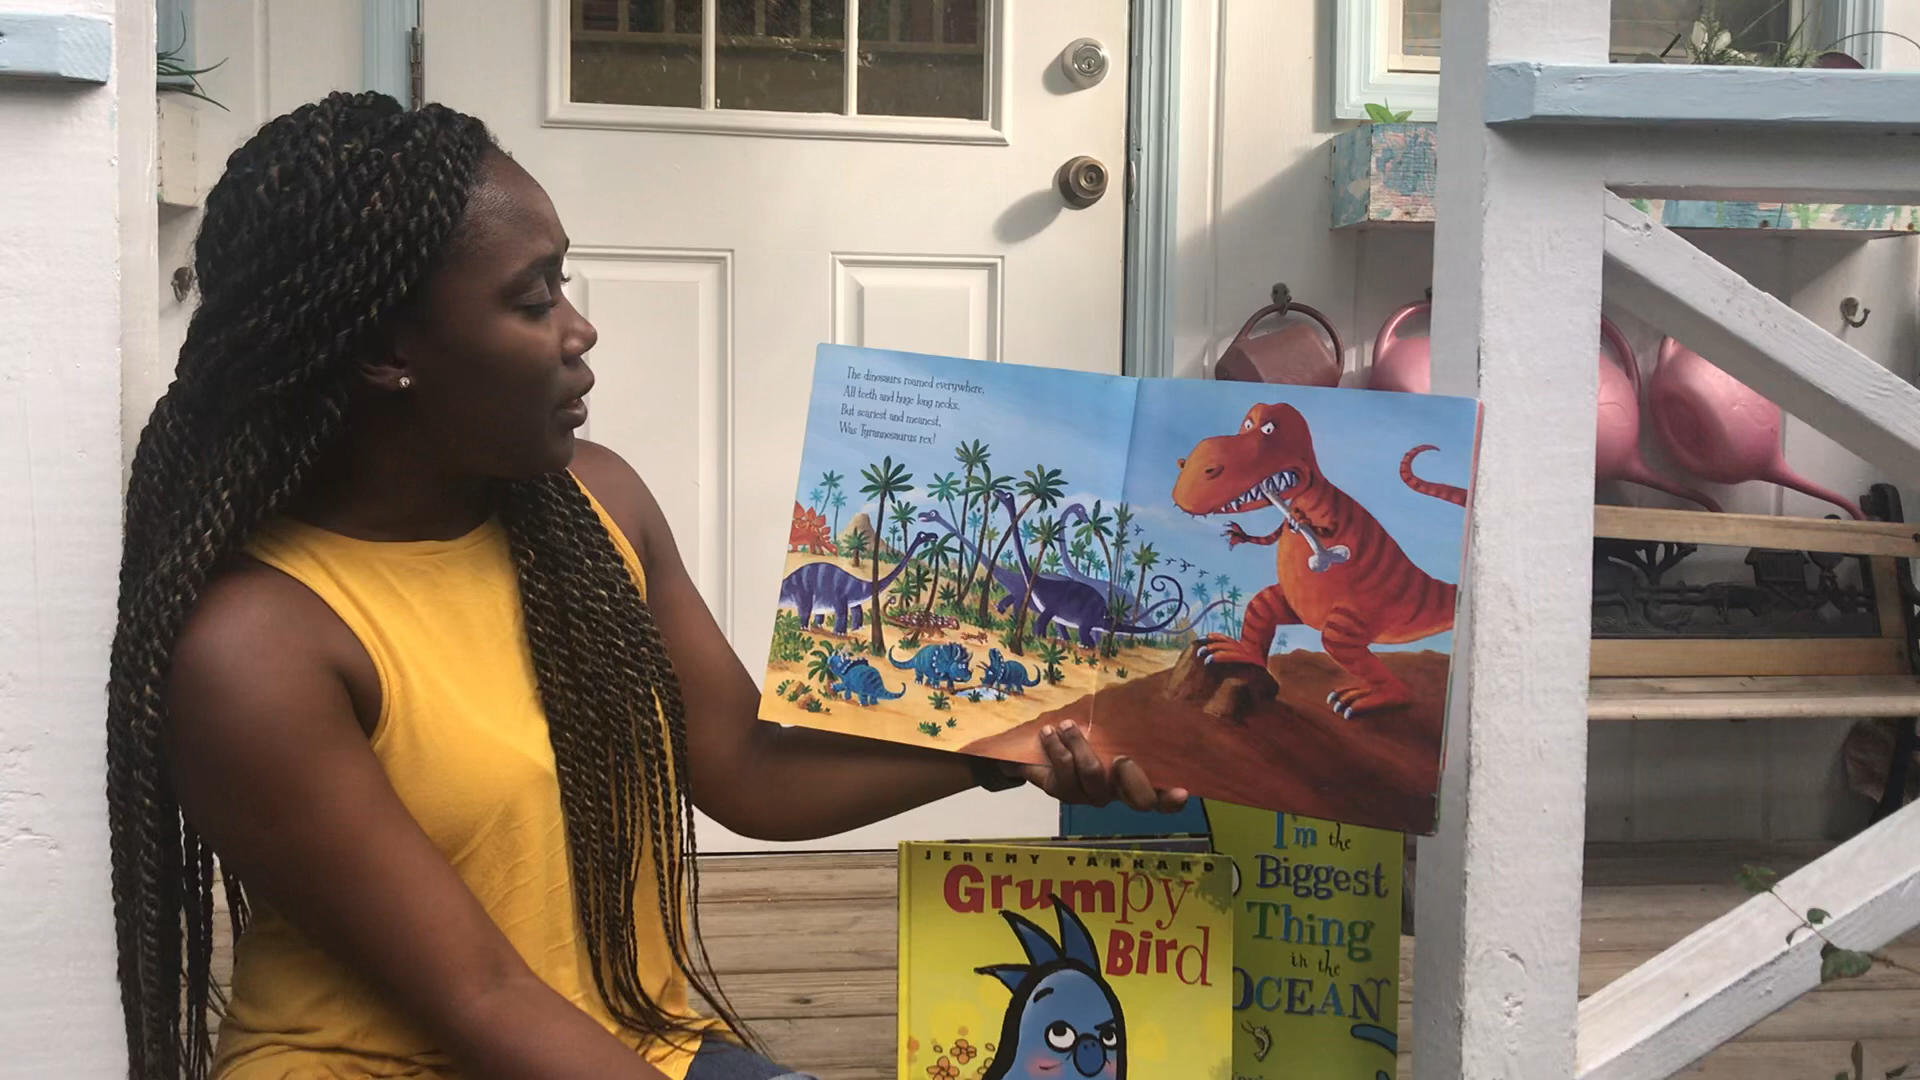 The dinosaurs roamed everywhere,
All teeth and huge long necks,
But scariest and meanest,
Was Tyrannosaurus rex!
JEREMY TANKARD
Grumpy
Bird
I'm the
Biggest
Thing
in the
OCEAN